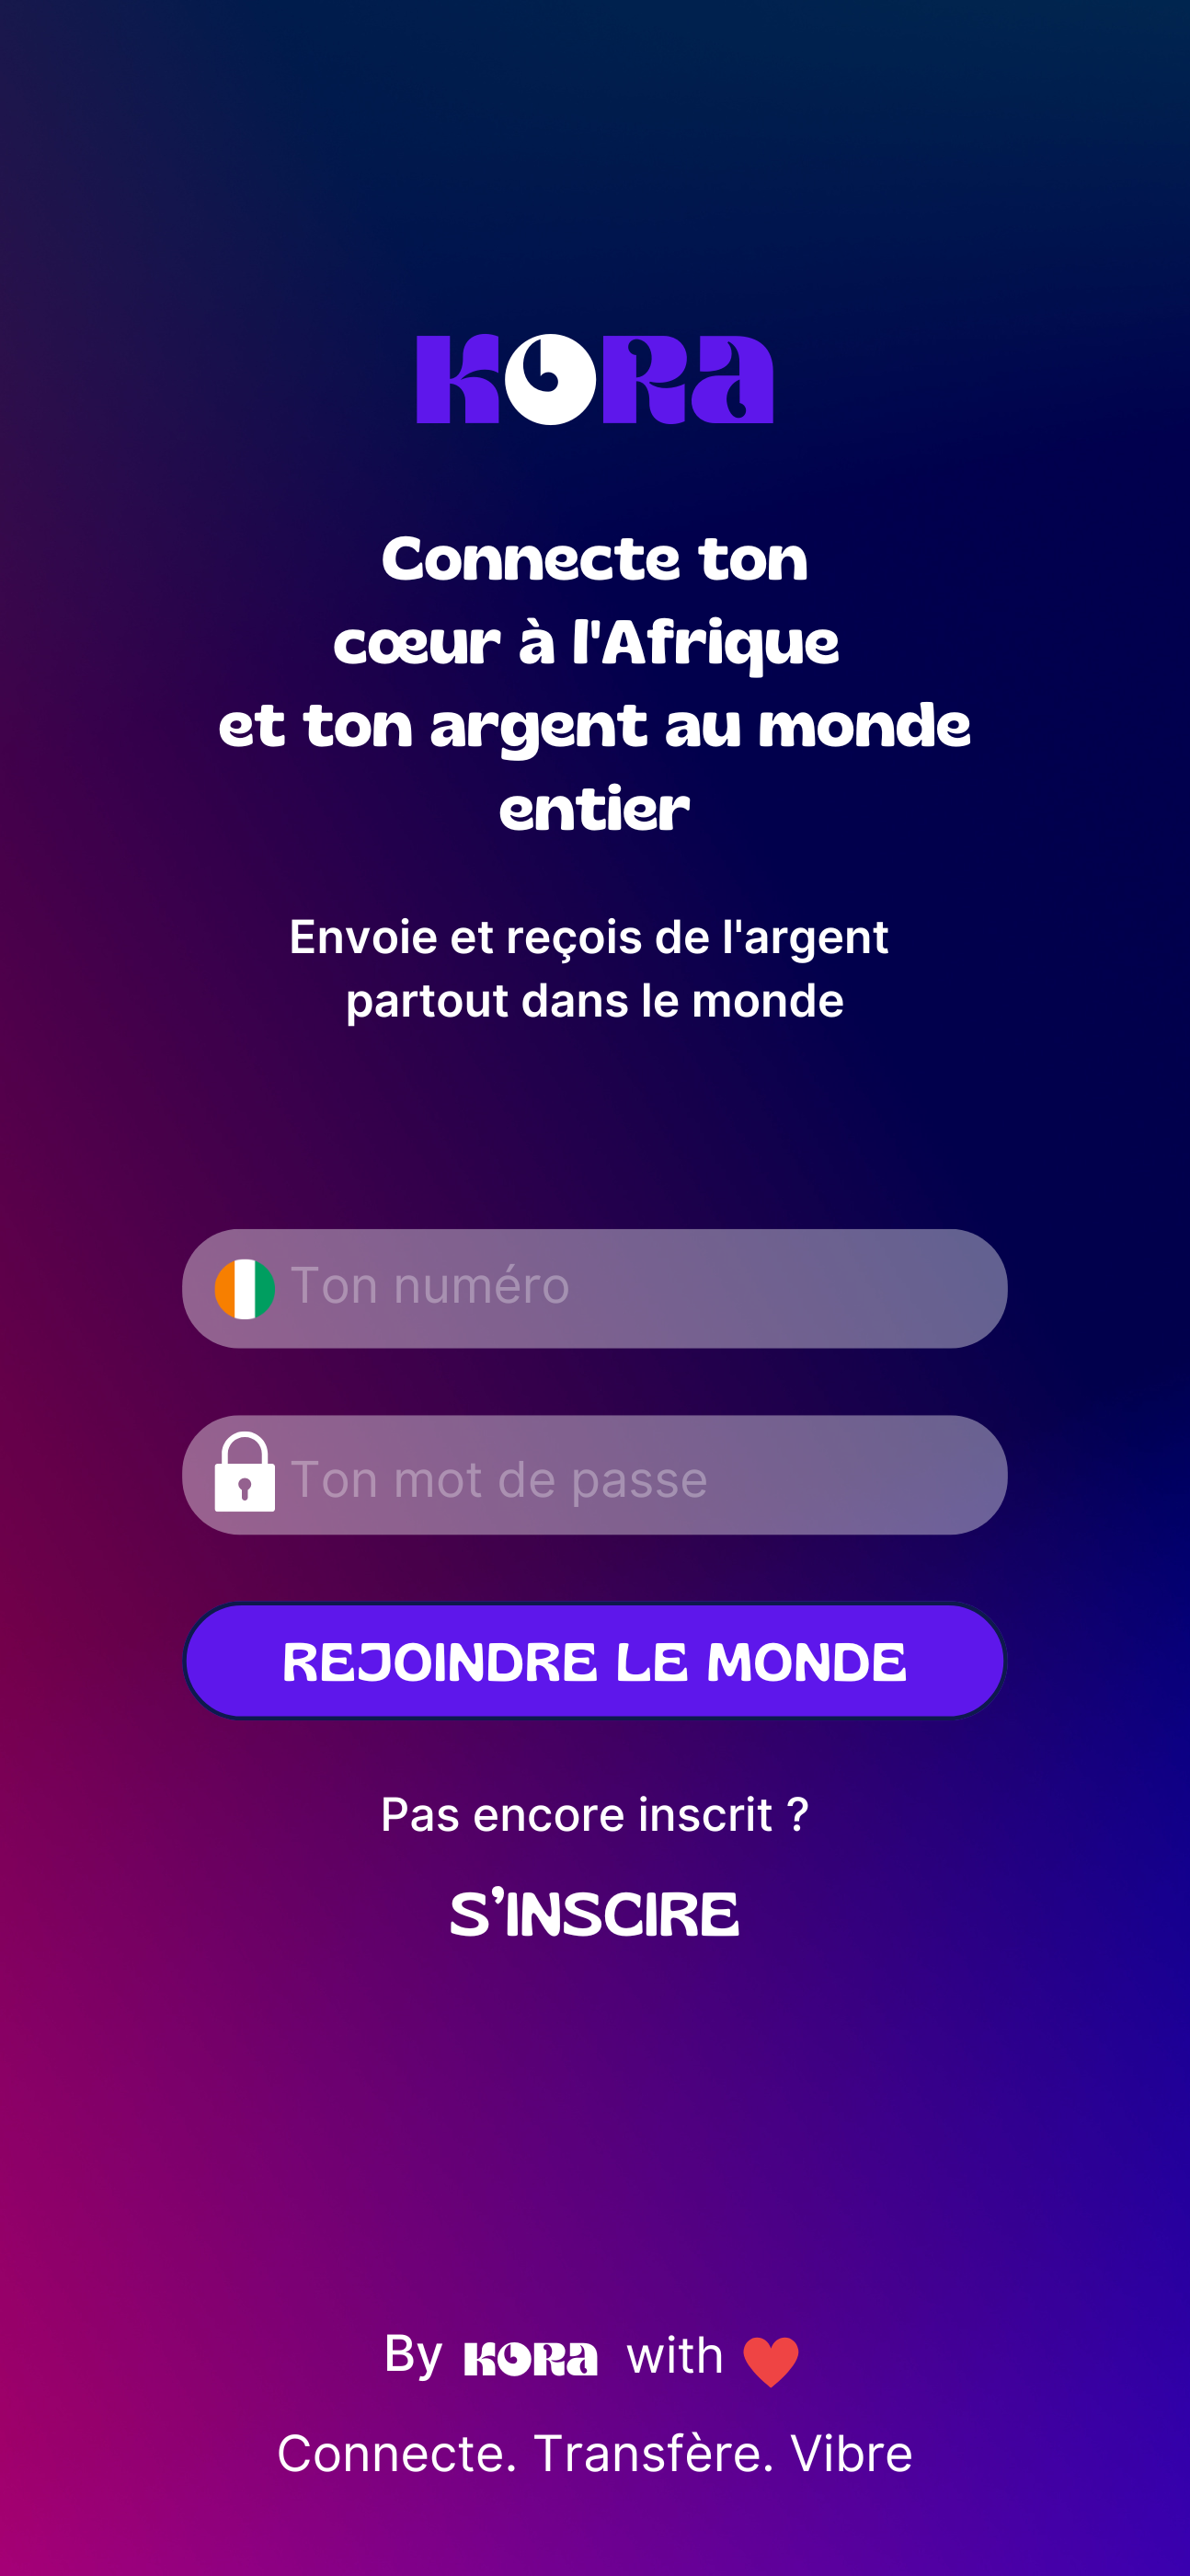 KORa
Connecte ton
cœur à l'Afrique
et ton argent au monde
entier
Envoie et reçois de l'argent
partout dans le monde
Ton numéro
Ton mot de passe
REJOINDRE LE MONDE
Pas encore inscrit ?
S’INSCIRE
By KORa with
Connecte. Transfère. Vibre